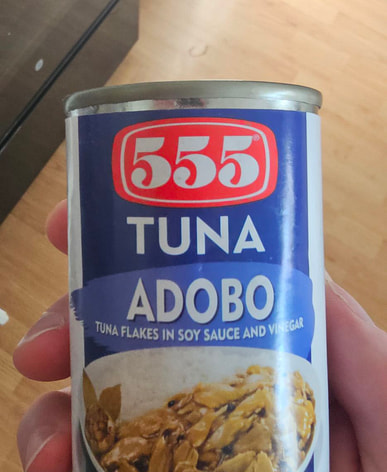 555
TUNA
ADOBO
TUNA FLAKES IN SOY SAUCE AND VINEGAR